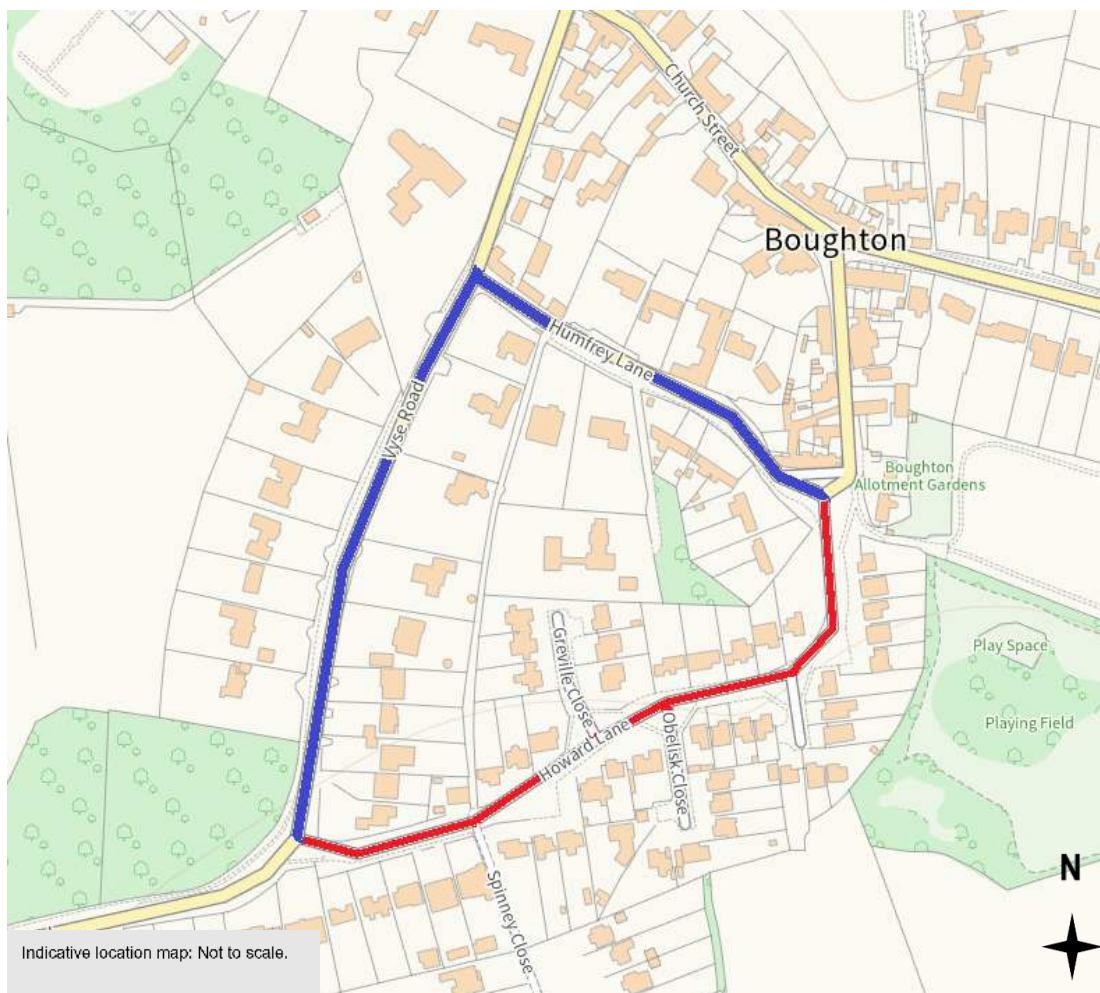 Church Street
Boughton
Humfrey Lane
Vyse Road
Boughton
Allotment Gardens
Play Space
Greville Close
Playing Field
Howard Lane
Obelisk Close
Spinney Close
N
Indicative location map: Not to scale.